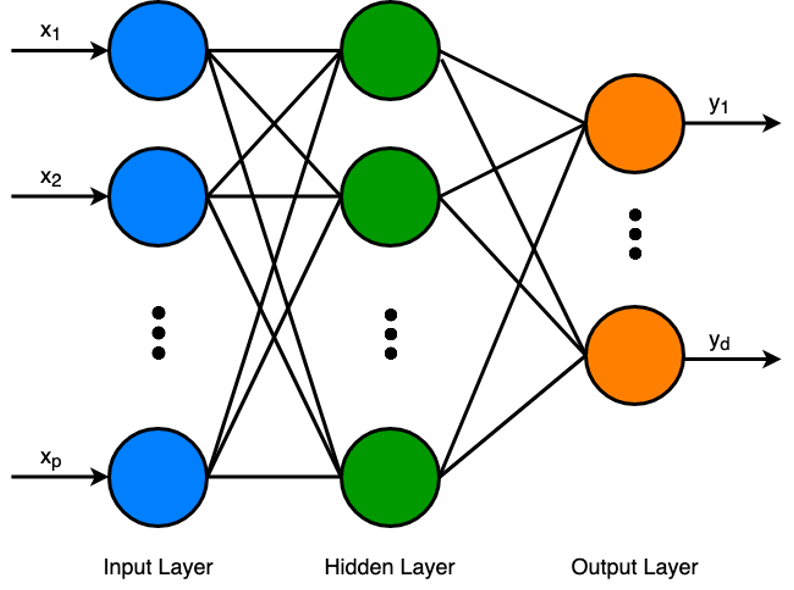 x1
x2
xp
y1
yd
Input Layer
Hidden Layer
Output Layer